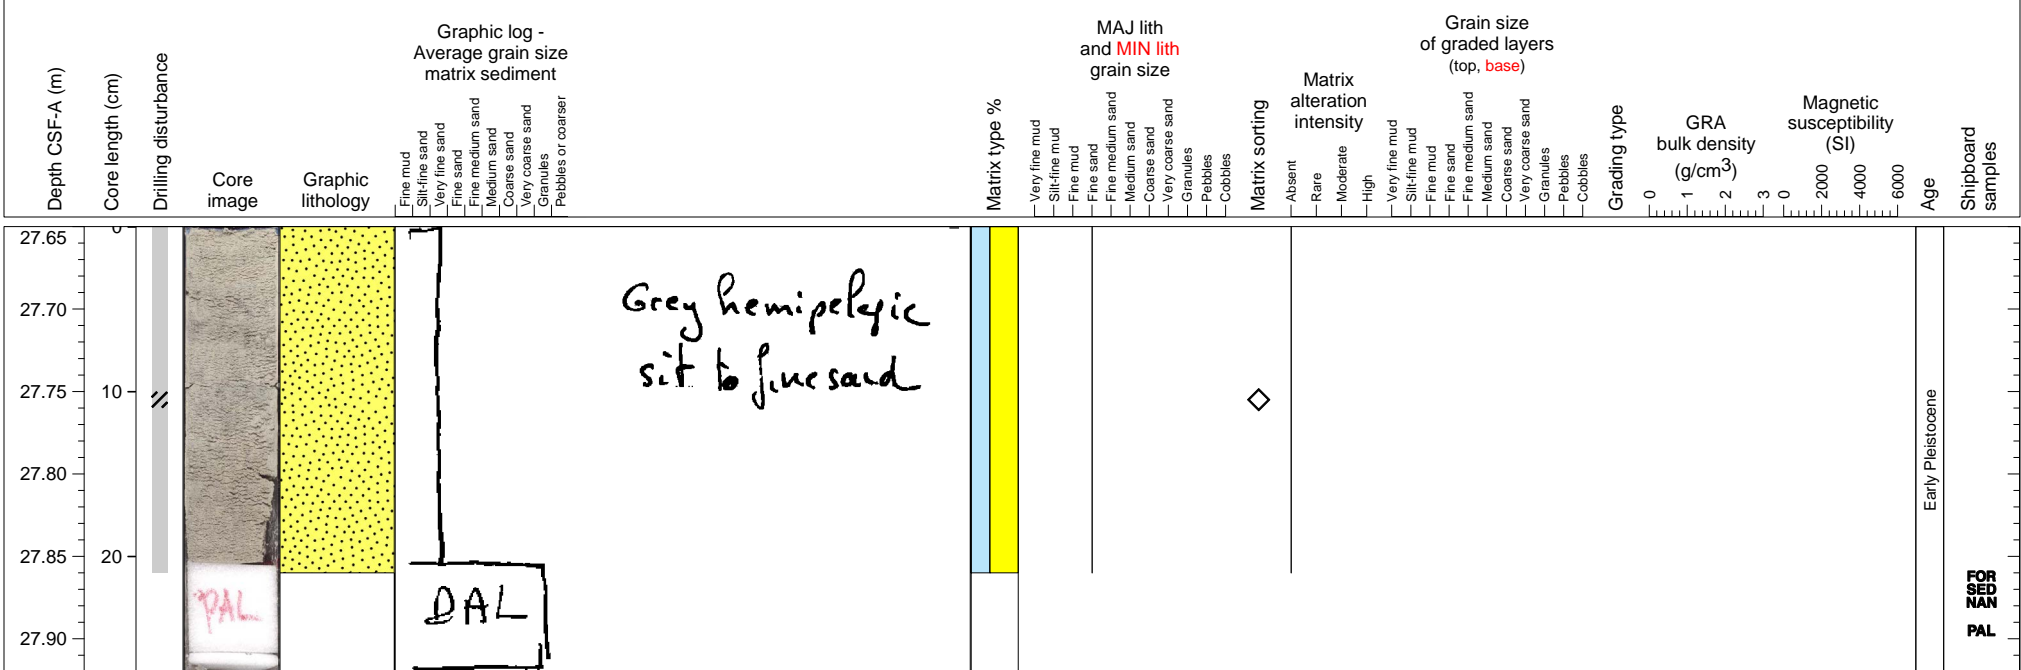 Depth CSF-A (m)
Core length (cm)
Drilling disturbance
Core
image
Graphic
lithology
Graphic log -
Average grain size
matrix sediment
Fine mud
Silt-fine sand
Very fine sand
Fine sand
Fine medium sand
Medium sand
Coarse sand
Very coarse sand
Granules
Pebbles or coarser
Matrix type %
MAJ lith
and MIN lith
grain size
Very fine mud
Silt-fine mud
Fine mud
Fine sand
Fine medium sand
Medium sand
Coarse sand
Very coarse sand
Granules
Pebbles
Cobbles
Matrix sorting
Matrix
alteration
intensity
Absent
Rare
Moderate
High
Grain size
of graded layers
(top, base)
Very fine mud
Silt-fine mud
Fine mud
Fine sand
Fine medium sand
Medium sand
Coarse sand
Very coarse sand
Granules
Pebbles
Cobbles
Grading type
GRA
bulk density
(g/cm3)
0 1 2 3
Magnetic
susceptibility
(SI)
0 2000 4000 6000
Age
Shipboard
samples
27.65
27.70
27.75
27.80
27.85
27.90
0
10
20
PAL
Grey hemipelagic
sit to fine sand
DAL
Early Pleistocene
FOR
SED
NAN
PAL